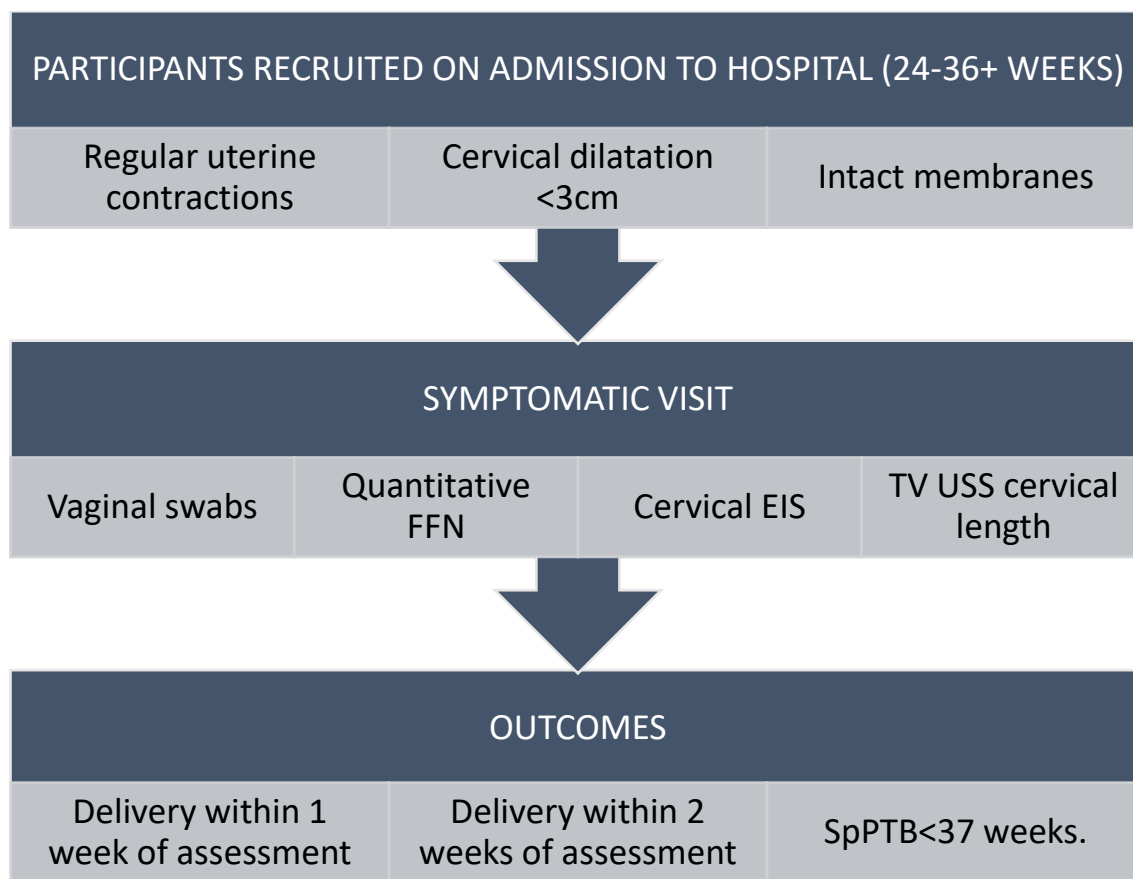 PARTICIPANTS RECRUITED ON ADMISSION TO HOSPITAL (24-36+ WEEKS)
Regular uterine
contractions
Cervical dilatation
<3cm
Intact membranes
SYMPTOMATIC VISIT
Vaginal swabs
Quantitative
FFN
Cervical EIS
TV USS cervical
length
OUTCOMES
Delivery within 1
week of assessment
Delivery within 2
weeks of assessment
SpPTB<37 weeks.